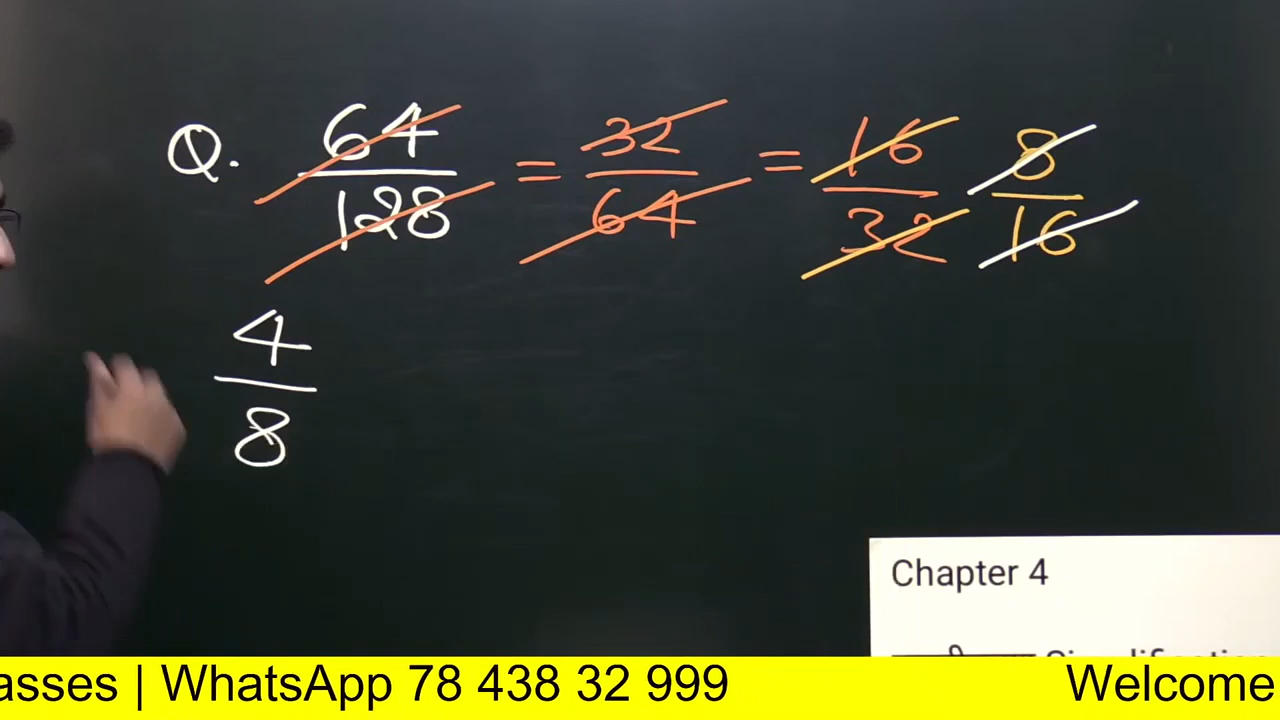 Q. 64/128 = 32/64 = 16/32 8/16
4/8
Chapter 4
asses | WhatsApp 78 438 32 999 Welcome